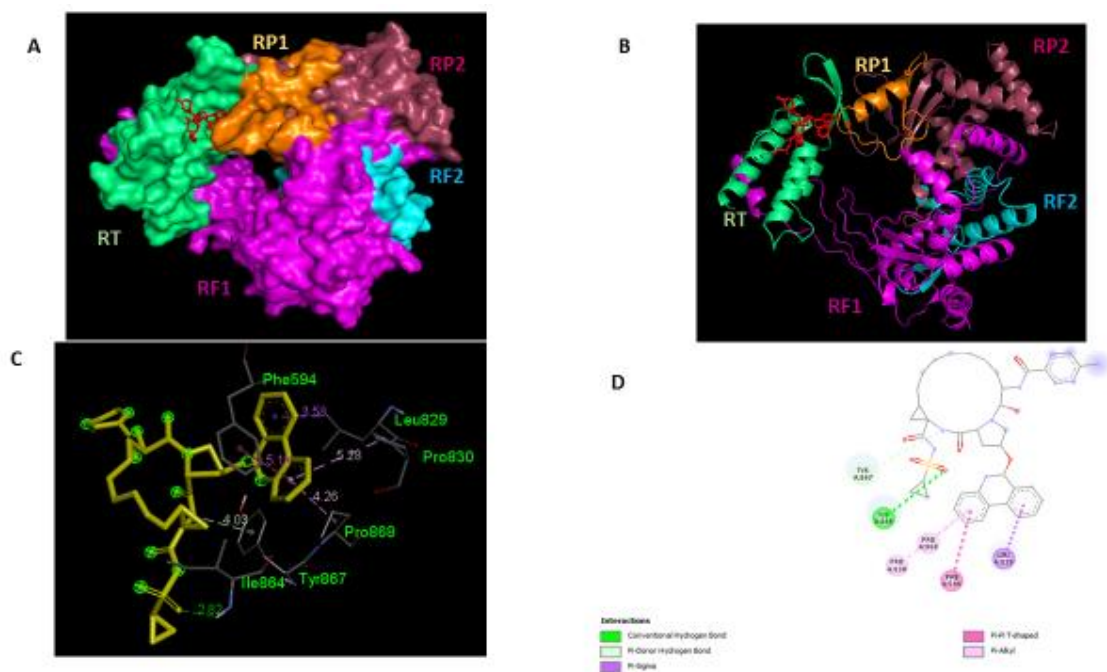 A
RP1
RP2
RT
RF1
RF2
B
RP1
RP2
RT
RF2
RF1
C
Phe594
3.58
Leu829
5.28
Pro830
4.26
4.03
Pro869
Ile864
Tyr867
2.82
D
Interactions
Conventional Hydrogen Bond
Pi-Donor Hydrogen Bond
Pi-Sigma
Pi-Pi T-shaped
Pi-Alkyl